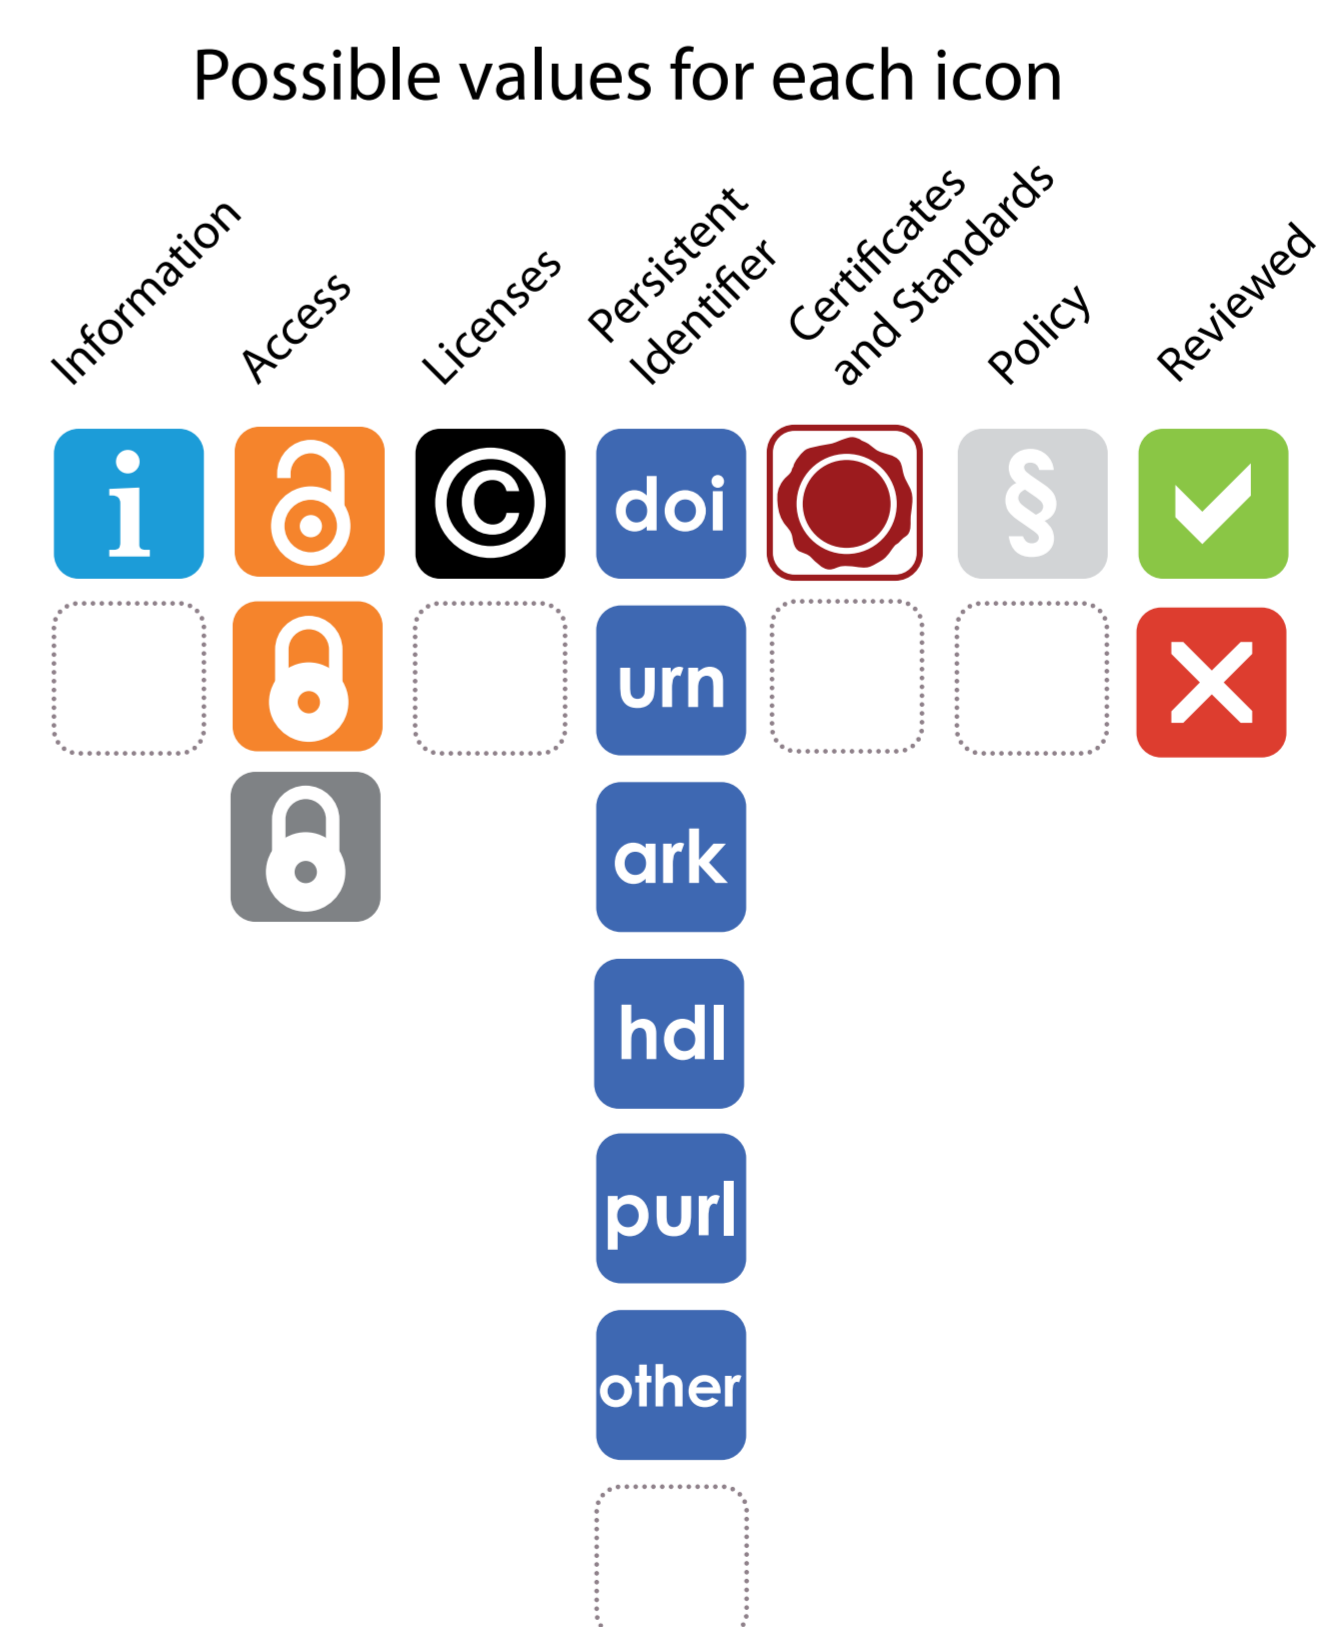 Possible values for each icon
Information
Access
Licenses
Persistent
Identifier
Certificates
and Standards
Policy
Reviewed
i
©
doi
§
urn
ark
hdl
purl
other